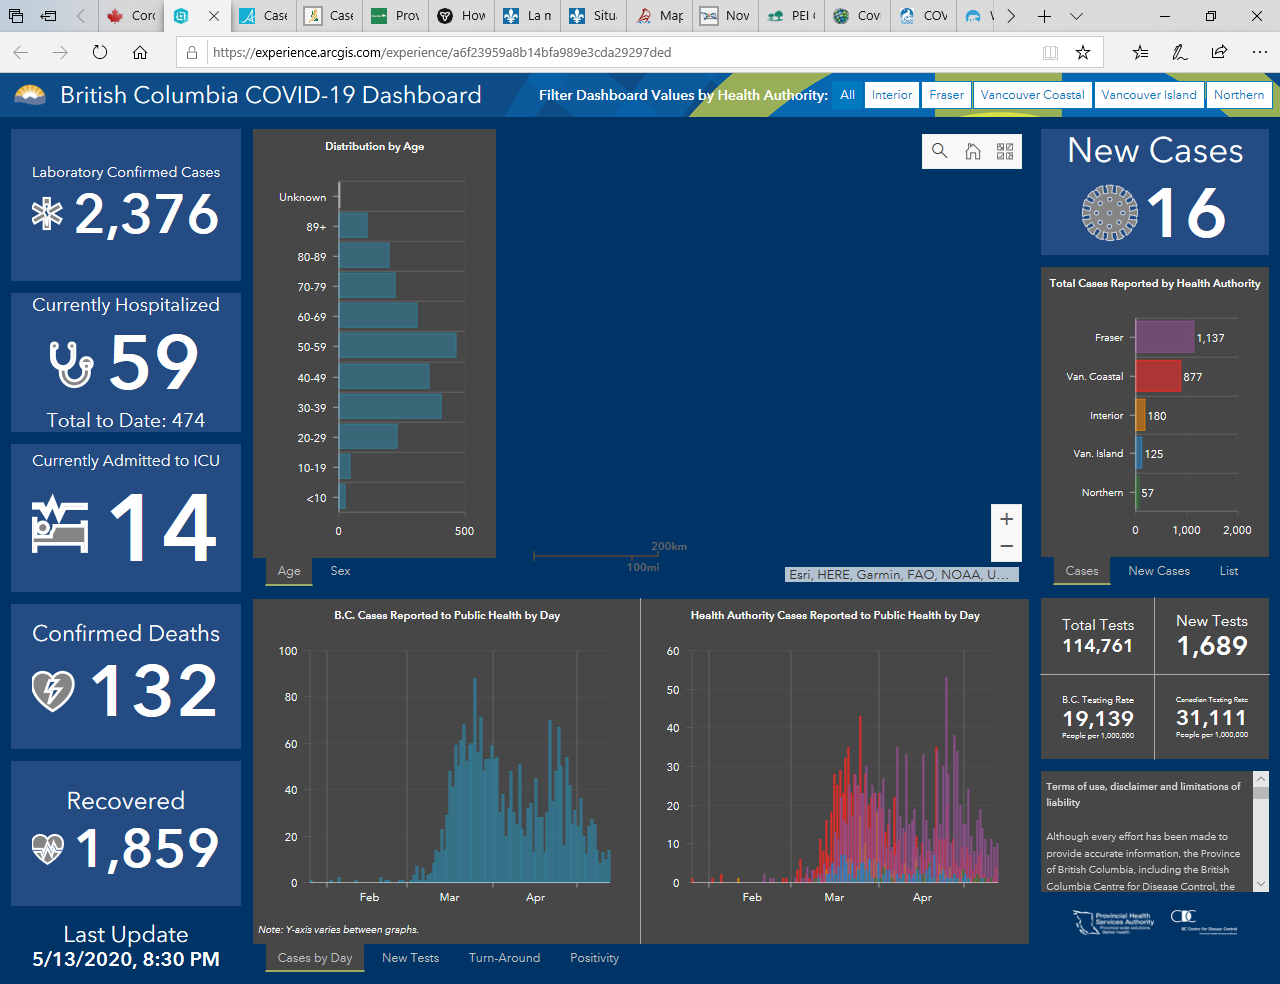 Coro
Case
Case
Prov
How
La m
Situa
Map
Nov
PEI C
Cov
COV
https://experience.arcgis.com/experience/a6f23959a8b14bfa989e3cda29297ded
British Columbia COVID-19 Dashboard
Filter Dashboard Values by Health Authority:
All
Interior
Fraser
Vancouver Coastal
Vancouver Island
Northern
Laboratory Confirmed Cases
2,376
Currently Hospitalized
59
Total to Date: 474
Currently Admitted to ICU
14
Confirmed Deaths
132
Recovered
1,859
Last Update
5/13/2020, 8:30 PM
Distribution by Age
Unknown
89+
80-89
70-79
60-69
50-59
40-49
30-39
20-29
10-19
<10
0 500
Age
Sex
200km
100mi
+
−
Esri, HERE, Garmin, FAO, NOAA, U...
New Cases
16
Total Cases Reported by Health Authority
Fraser 1,137
Van. Coastal 877
Interior 180
Van. Island 125
Northern 57
0 1,000 2,000
Cases
New Cases
List
B.C. Cases Reported to Public Health by Day
100
80
60
40
20
0
Feb Mar Apr
Note: Y-axis varies between graphs.
Health Authority Cases Reported to Public Health by Day
60
50
40
30
20
10
0
Feb Mar Apr
Cases by Day
New Tests
Turn-Around
Positivity
Total Tests
114,761
New Tests
1,689
B.C. Testing Rate
19,139
People per 1,000,000
Canadian Testing Rate
31,111
People per 1,000,000
Terms of use, disclaimer and limitations of
liability
Although every effort has been made to
provide accurate information, the Province
of British Columbia, including the British
Columbia Centre for Disease Control, the
Provincial Health
Services Authority
Province-wide solutions.
Better health.
BC Centre for Disease Control